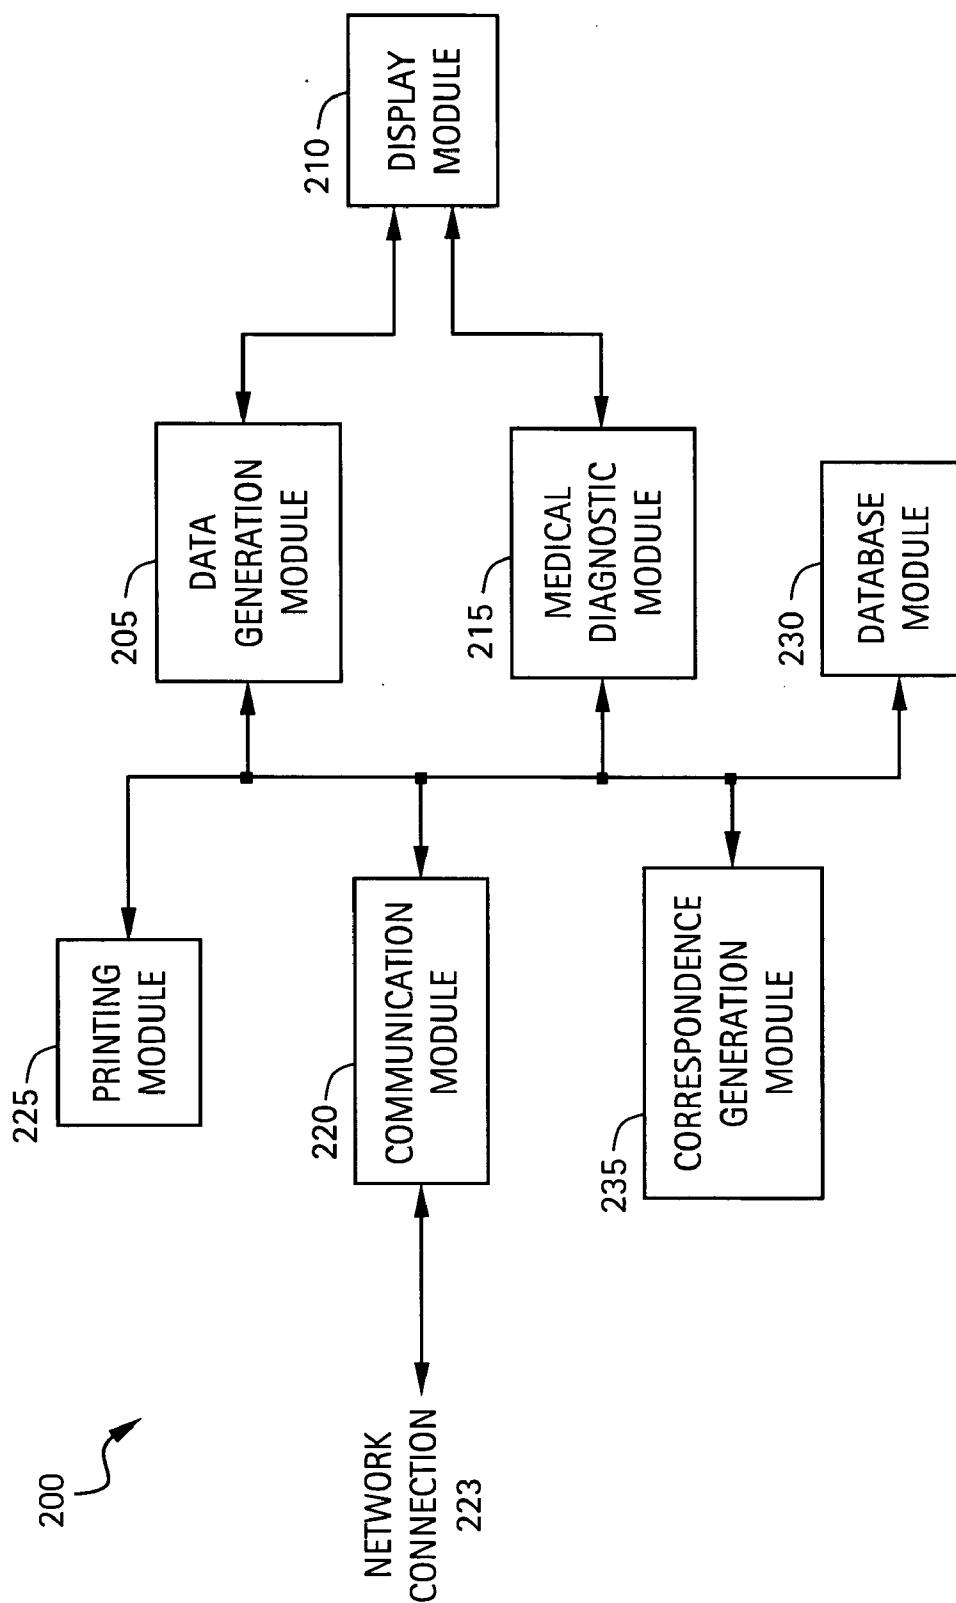 200
225
PRINTING
MODULE
205
DATA
GENERATION
MODULE
210
DISPLAY
MODULE
NETWORK
CONNECTION
223
220
COMMUNICATION
MODULE
215
MEDICAL
DIAGNOSTIC
MODULE
235
CORRESPONDENCE
GENERATION
MODULE
230
DATABASE
MODULE